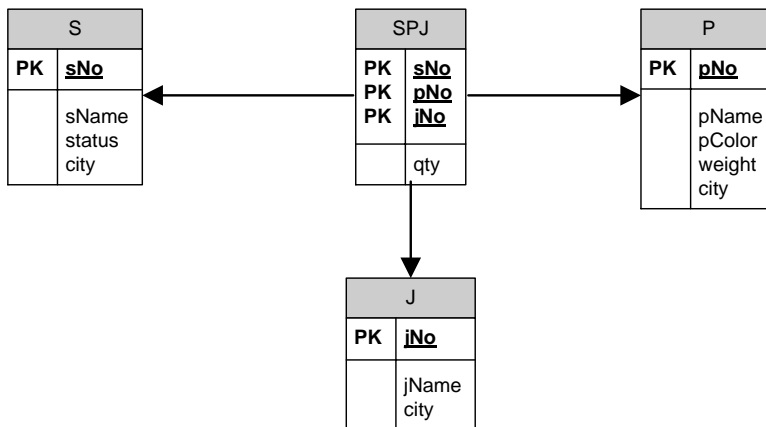 S
PK sNo
sName
status
city
SPJ
PK sNo
PK pNo
PK jNo
qty
P
PK pNo
pName
pColor
weight
city
J
PK jNo
jName
city